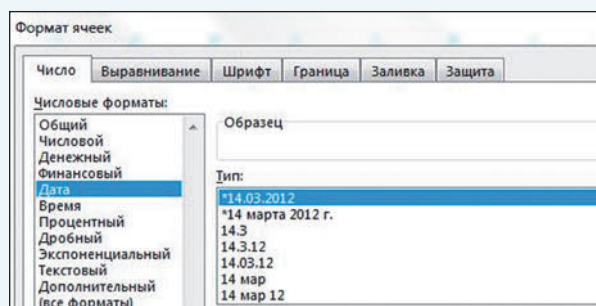 Формат ячеек
Число Выравнивание Шрифт Граница Заливка Защита
Числовые форматы:
Общий
Числовой
Денежный
Финансовый
Дата
Время
Процентный
Дробный
Экспоненциальный
Текстовый
Дополнительный
(все форматы)
Образец
Тип:
*14.03.2012
*14 марта 2012 г.
14.3
14.3.12
14.03.12
14 мар
14 мар 12